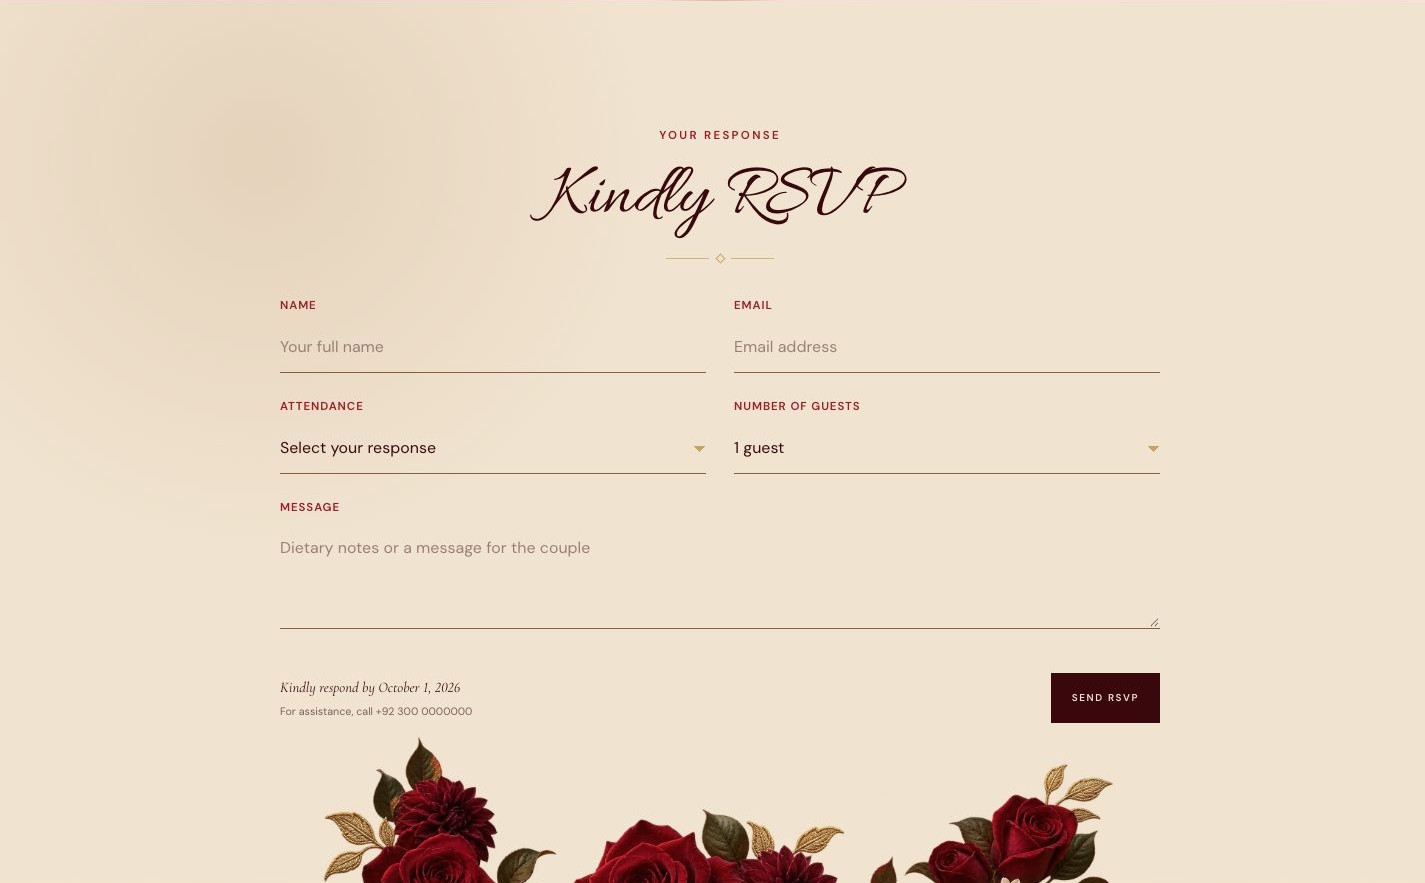 YOUR RESPONSE
Kindly RSVP
NAME
EMAIL
Your full name
Email address
ATTENDANCE
NUMBER OF GUESTS
Select your response
1 guest
MESSAGE
Dietary notes or a message for the couple
Kindly respond by October 1, 2026
For assistance, call +92 300 0000000
SEND RSVP